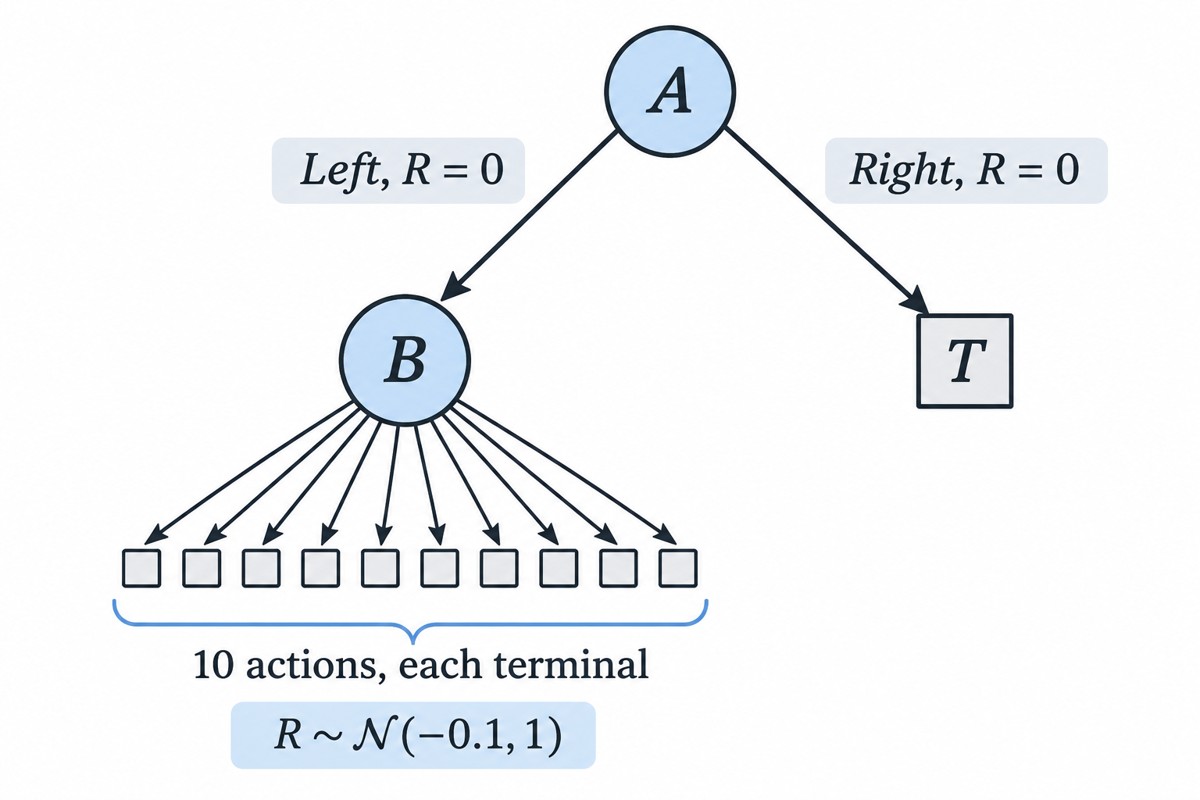 A
Left, R = 0
Right, R = 0
B
T
10 actions, each terminal
R ∼ 𝒩(−0.1, 1)